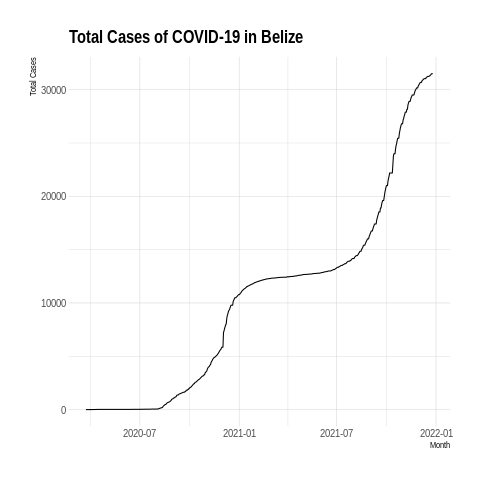 Total Cases of COVID-19 in Belize
Total Cases
30000
20000
10000
0
2020-07 2021-01 2021-07 2022-01
Month